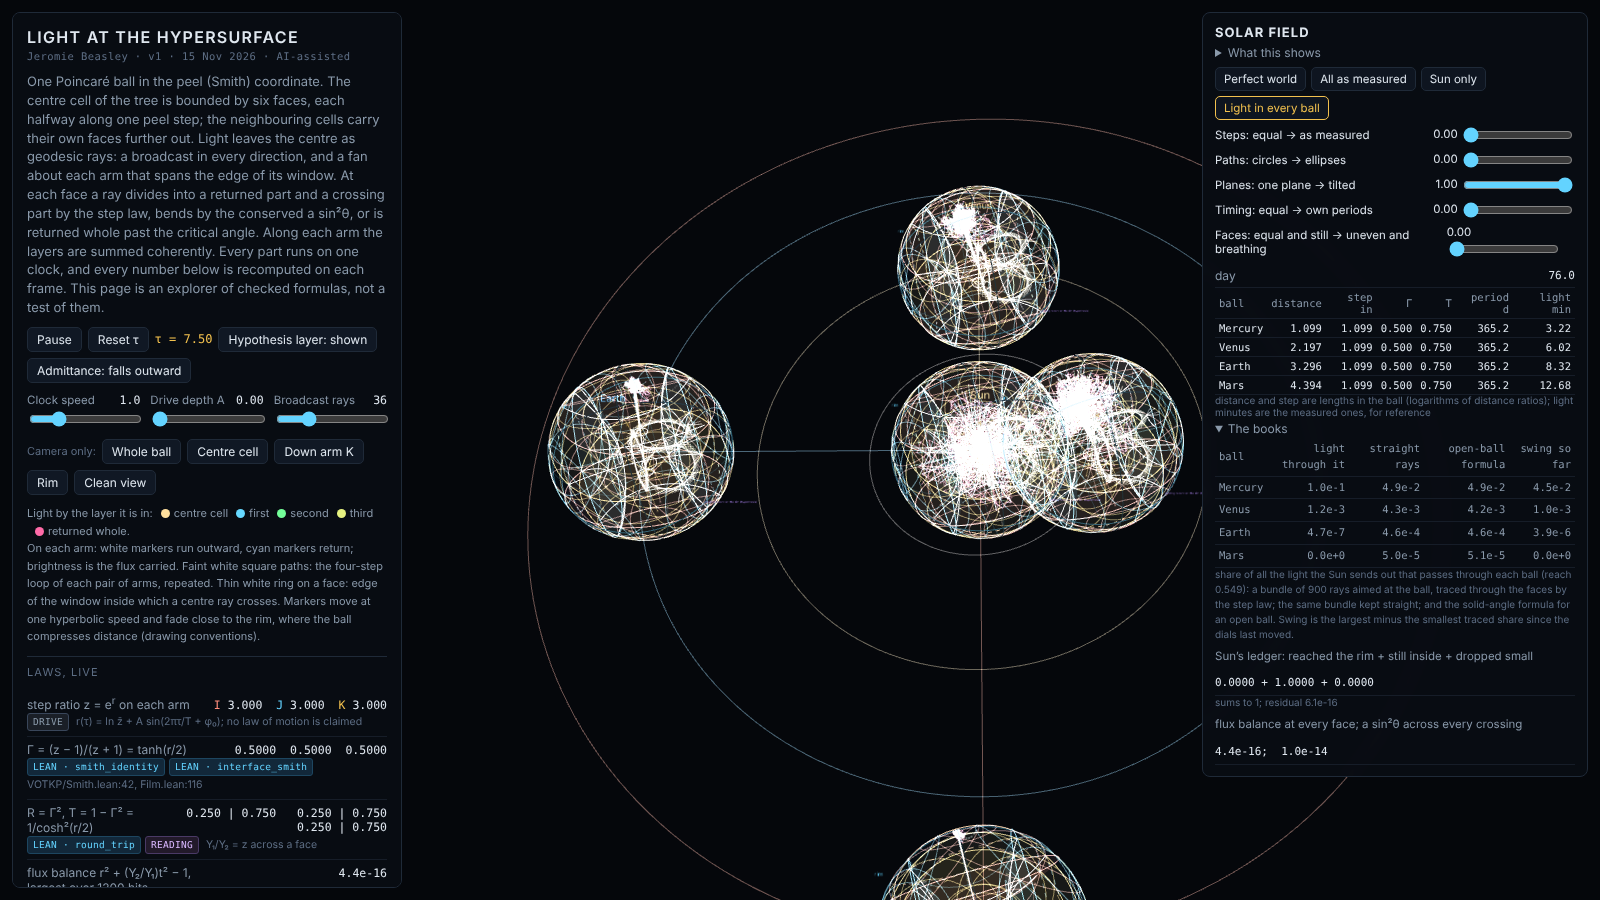 LIGHT AT THE HYPERSURFACE
Jeromie Beasley · v1 · 15 Nov 2026 · AI-assisted
One Poincaré ball in the peel (Smith) coordinate. The
centre cell of the tree is bounded by six faces, each
halfway along one peel step; the neighbouring cells carry
their own faces further out. Light leaves the centre as
geodesic rays: a broadcast in every direction, and a fan
about each arm that spans the edge of its window. At
each face a ray divides into a returned part and a crossing
part by the step law, bends by the conserved a sin²θ, or is
returned whole past the critical angle. Along each arm the
layers are summed coherently. Every part runs on one
clock, and every number below is recomputed on each
frame. This page is an explorer of checked formulas, not a
test of them.
Pause Reset τ τ = 7.50 Hypothesis layer: shown
Admittance: falls outward
Clock speed 1.0 Drive depth A 0.00 Broadcast rays 36
Camera only: Whole ball Centre cell Down arm K
Rim Clean view
Light by the layer it is in: centre cell first second third
returned whole.
On each arm: white markers run outward, cyan markers return;
brightness is the flux carried. Faint white square paths: the four-step
loop of each pair of arms, repeated. Thin white ring on a face: edge
of the window inside which a centre ray crosses. Markers move at
one hyperbolic speed and fade close to the rim, where the ball
compresses distance (drawing conventions).
LAWS, LIVE
step ratio z = eʳ on each arm I 3.000 J 3.000 K 3.000
DRIVE r(τ) = ln z̄ + A sin(2πτ/T + φ₀); no law of motion is claimed
Γ = (z − 1)/(z + 1) = tanh(r/2) 0.5000 0.5000 0.5000
LEAN · smith_identity LEAN · interface_smith
VOTKP/Smith.lean:42, Film.lean:116
R = Γ², T = 1 − Γ² = 0.250 | 0.750 0.250 | 0.750
1/cosh²(r/2) 0.250 | 0.750
LEAN · round_trip READING Y₁/Y₂ = z across a face
flux balance r² + (Y₂/Y₁)t² − 1, 4.4e-16
largest over 1200 hits
Venus
Earth
Sun
SOLAR FIELD
What this shows
Perfect world All as measured Sun only
Light in every ball
Steps: equal → as measured 0.00
Paths: circles → ellipses 0.00
Planes: one plane → tilted 1.00
Timing: equal → own periods 0.00
Faces: equal and still → uneven and 0.00
breathing
day 76.0
ball distance step in Γ T period d light min
Mercury 1.099 1.099 0.500 0.750 365.2 3.22
Venus 2.197 1.099 0.500 0.750 365.2 6.02
Earth 3.296 1.099 0.500 0.750 365.2 8.32
Mars 4.394 1.099 0.500 0.750 365.2 12.68
distance and step are lengths in the ball (logarithms of distance ratios); light
minutes are the measured ones, for reference
The books
ball light through it straight rays open-ball formula swing so far
Mercury 1.0e-1 4.9e-2 4.9e-2 4.5e-2
Venus 1.2e-3 4.3e-3 4.2e-3 1.0e-3
Earth 4.7e-7 4.6e-4 4.6e-4 3.9e-6
Mars 0.0e+0 5.0e-5 5.1e-5 0.0e+0
share of all the light the Sun sends out that passes through each ball (reach
0.549): a bundle of 900 rays aimed at the ball, traced through the faces by
the step law; the same bundle kept straight; and the solid-angle formula for
an open ball. Swing is the largest minus the smallest traced share since the
dials last moved.
Sun's ledger: reached the rim + still inside + dropped small
0.0000 + 1.0000 + 0.0000
sums to 1; residual 6.1e-16
flux balance at every face; a sin²θ across every crossing
4.4e-16; 1.0e-14